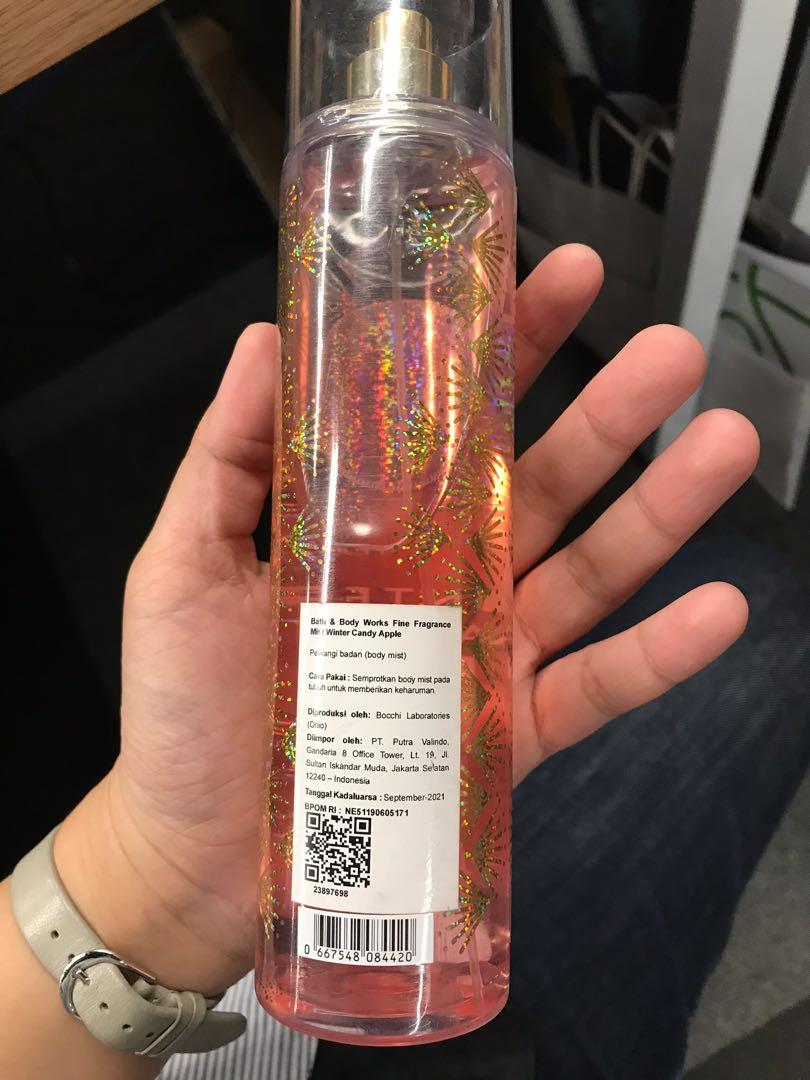 Bath & Body Works Fine Fragrance
Mist Winter Candy Apple
Pewangi badan (body mist)
Cara Pakai : Semprotkan body mist pada
tubuh untuk memberikan keharuman.
Diproduksi oleh: Bocchi Laboratories
(Ohio)
Diimpor oleh: PT. Putra Valindo,
Gandaria 8 Office Tower, Lt. 19, Jl.
Sultan Iskandar Muda, Jakarta Selatan
12240 – Indonesia
Tanggal Kadaluarsa : September-2021
BPOM RI : NE51190605171
23897698
0 667548 084420